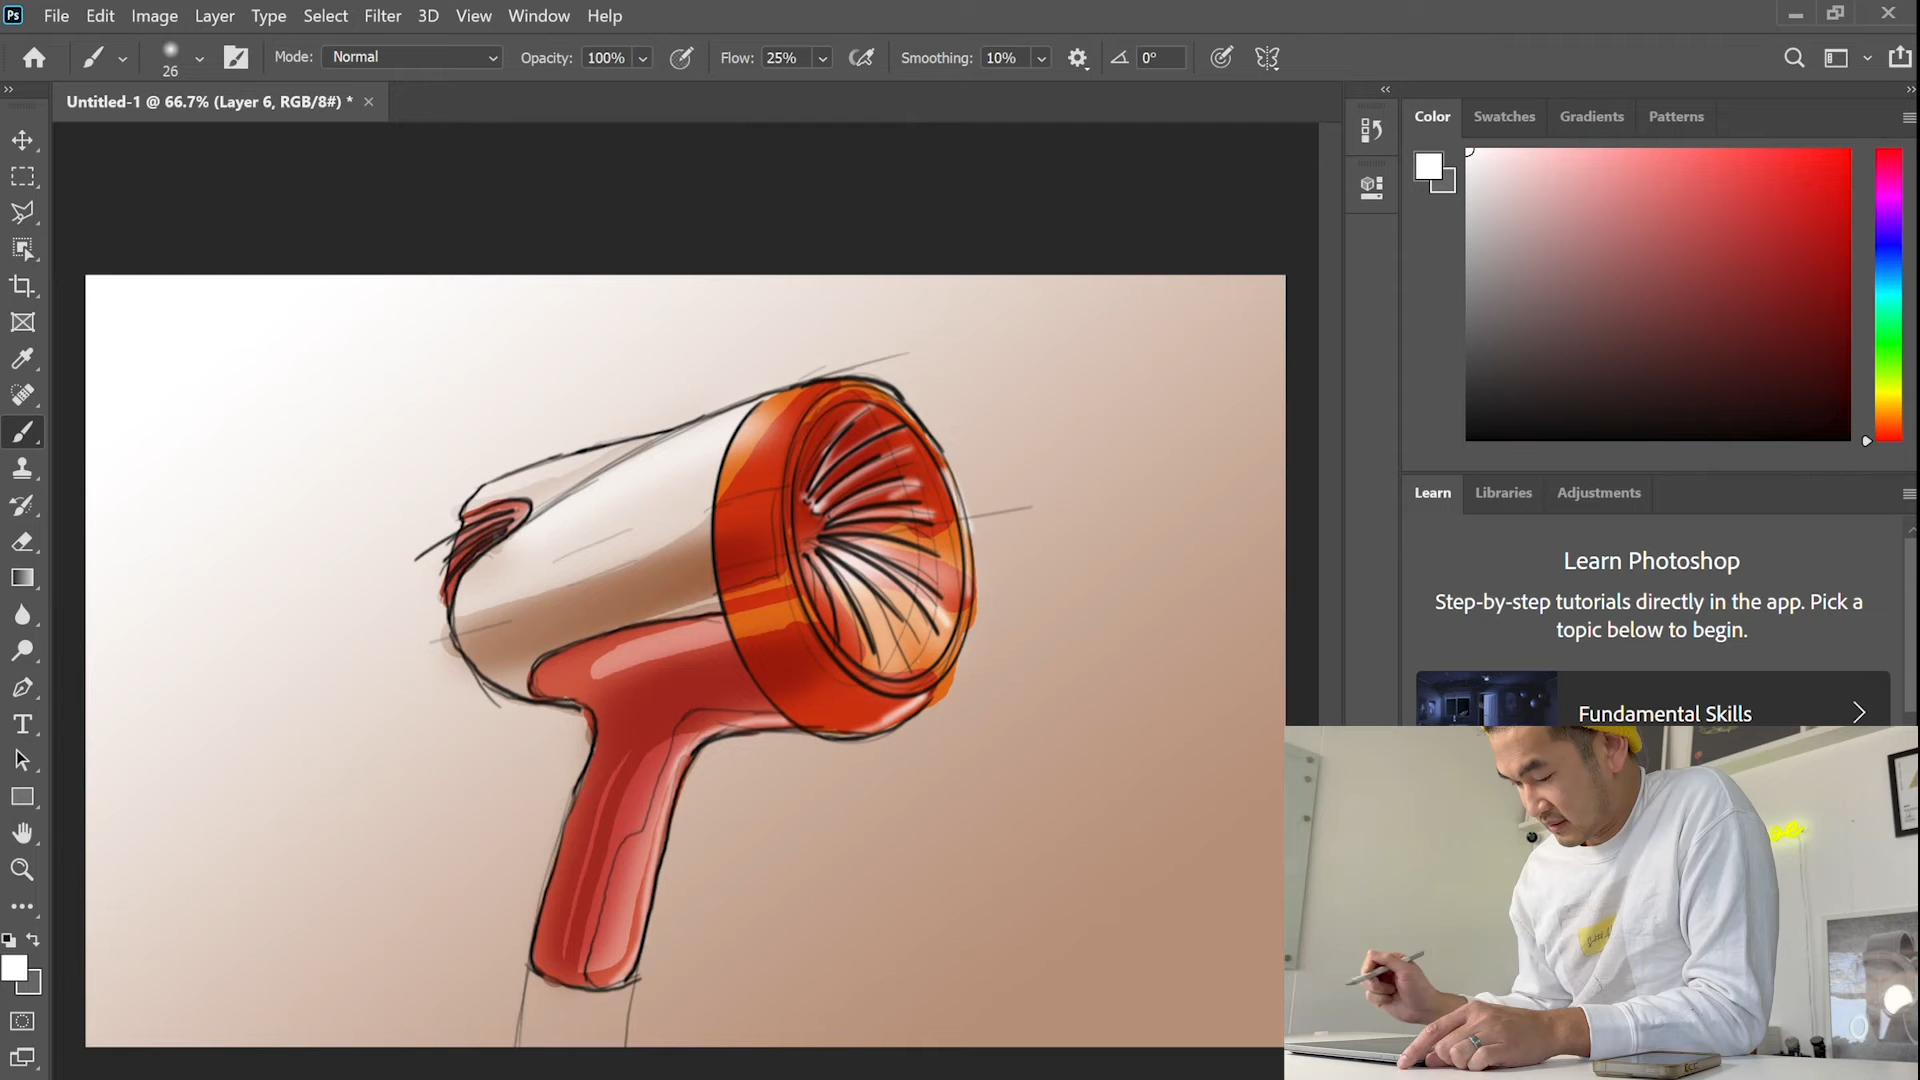 Ps File Edit Image Layer Type Select Filter 3D View Window Help
26 Mode: Normal Opacity: 100% Flow: 25% Smoothing: 10% 0°
Untitled-1 @ 66.7% (Layer 6, RGB/8#) *
Color Swatches Gradients Patterns
Learn Libraries Adjustments
Learn Photoshop
Step-by-step tutorials directly in the app. Pick a
topic below to begin.
Fundamental Skills